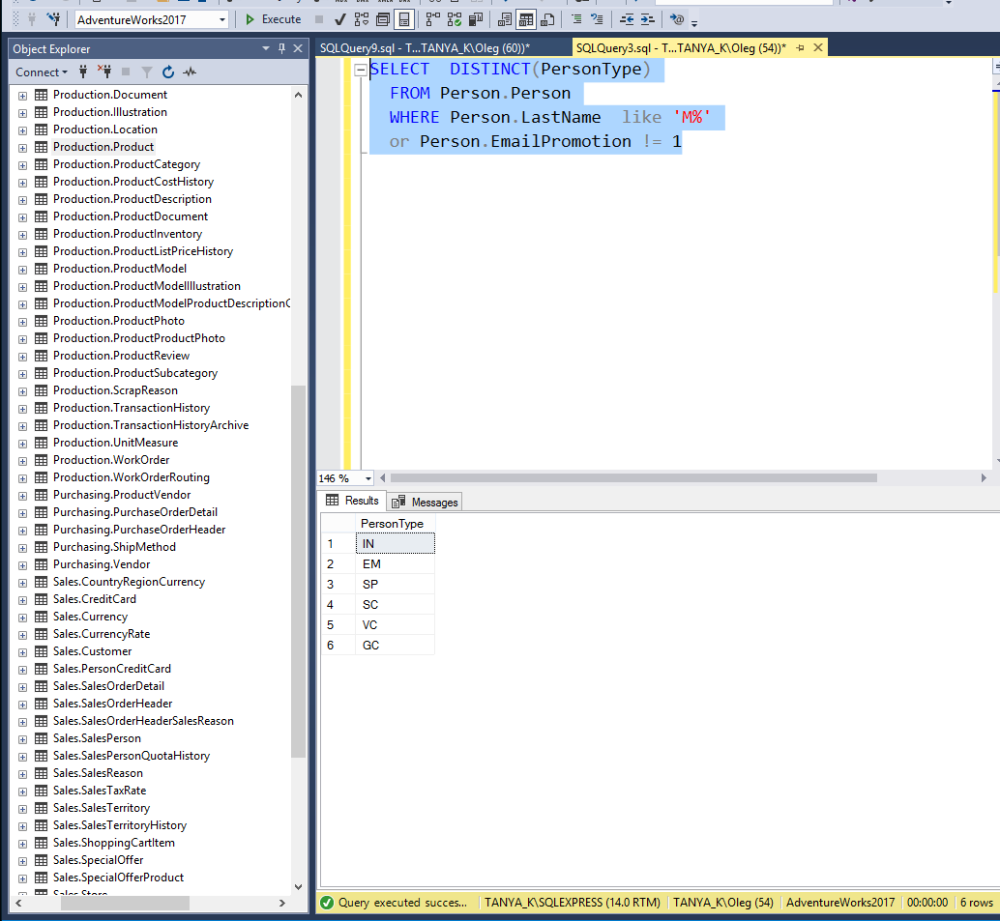 AdventureWorks2017
Execute
Object Explorer
Connect
Production.Document
Production.Illustration
Production.Location
Production.Product
Production.ProductCategory
Production.ProductCostHistory
Production.ProductDescription
Production.ProductDocument
Production.ProductInventory
Production.ProductListPriceHistory
Production.ProductModel
Production.ProductModelIllustration
Production.ProductModelProductDescriptionC
Production.ProductPhoto
Production.ProductProductPhoto
Production.ProductReview
Production.ProductSubcategory
Production.ScrapReason
Production.TransactionHistory
Production.TransactionHistoryArchive
Production.UnitMeasure
Production.WorkOrder
Production.WorkOrderRouting
Purchasing.ProductVendor
Purchasing.PurchaseOrderDetail
Purchasing.PurchaseOrderHeader
Purchasing.ShipMethod
Purchasing.Vendor
Sales.CountryRegionCurrency
Sales.CreditCard
Sales.Currency
Sales.CurrencyRate
Sales.Customer
Sales.PersonCreditCard
Sales.SalesOrderDetail
Sales.SalesOrderHeader
Sales.SalesOrderHeaderSalesReason
Sales.SalesPerson
Sales.SalesPersonQuotaHistory
Sales.SalesReason
Sales.SalesTaxRate
Sales.SalesTerritory
Sales.SalesTerritoryHistory
Sales.ShoppingCartItem
Sales.SpecialOffer
Sales.SpecialOfferProduct
Sales.Store
SQLQuery9.sql - T...TANYA_K\Oleg (60))*
SQLQuery3.sql - T...TANYA_K\Oleg (54))*
SELECT DISTINCT(PersonType)
FROM Person.Person
WHERE Person.LastName like 'M%'
or Person.EmailPromotion != 1
146 %
Results
Messages
PersonType
1 IN
2 EM
3 SP
4 SC
5 VC
6 GC
Query executed succes...
TANYA_K\SQLEXPRESS (14.0 RTM)
TANYA_K\Oleg (54)
AdventureWorks2017
00:00:00
6 rows